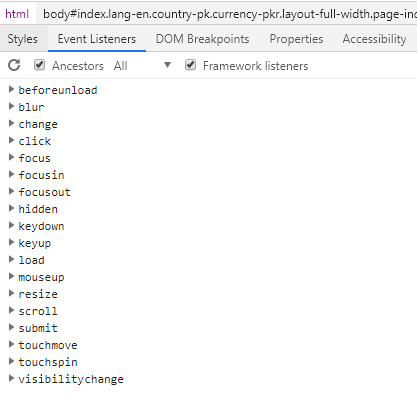 html body#index.lang-en.country-pk.currency-pkr.layout-full-width.page-in
Styles Event Listeners DOM Breakpoints Properties Accessibility
Ancestors All Framework listeners
beforeunload
blur
change
click
focus
focusin
focusout
hidden
keydown
keyup
load
mouseup
resize
scroll
submit
touchmove
touchspin
visibilitychange